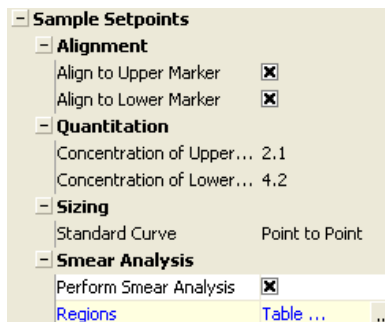 Sample Setpoints
Alignment
Align to Upper Marker
Align to Lower Marker
Quantitation
Concentration of Upper... 2.1
Concentration of Lower... 4.2
Sizing
Standard Curve Point to Point
Smear Analysis
Perform Smear Analysis
Regions Table ... ...